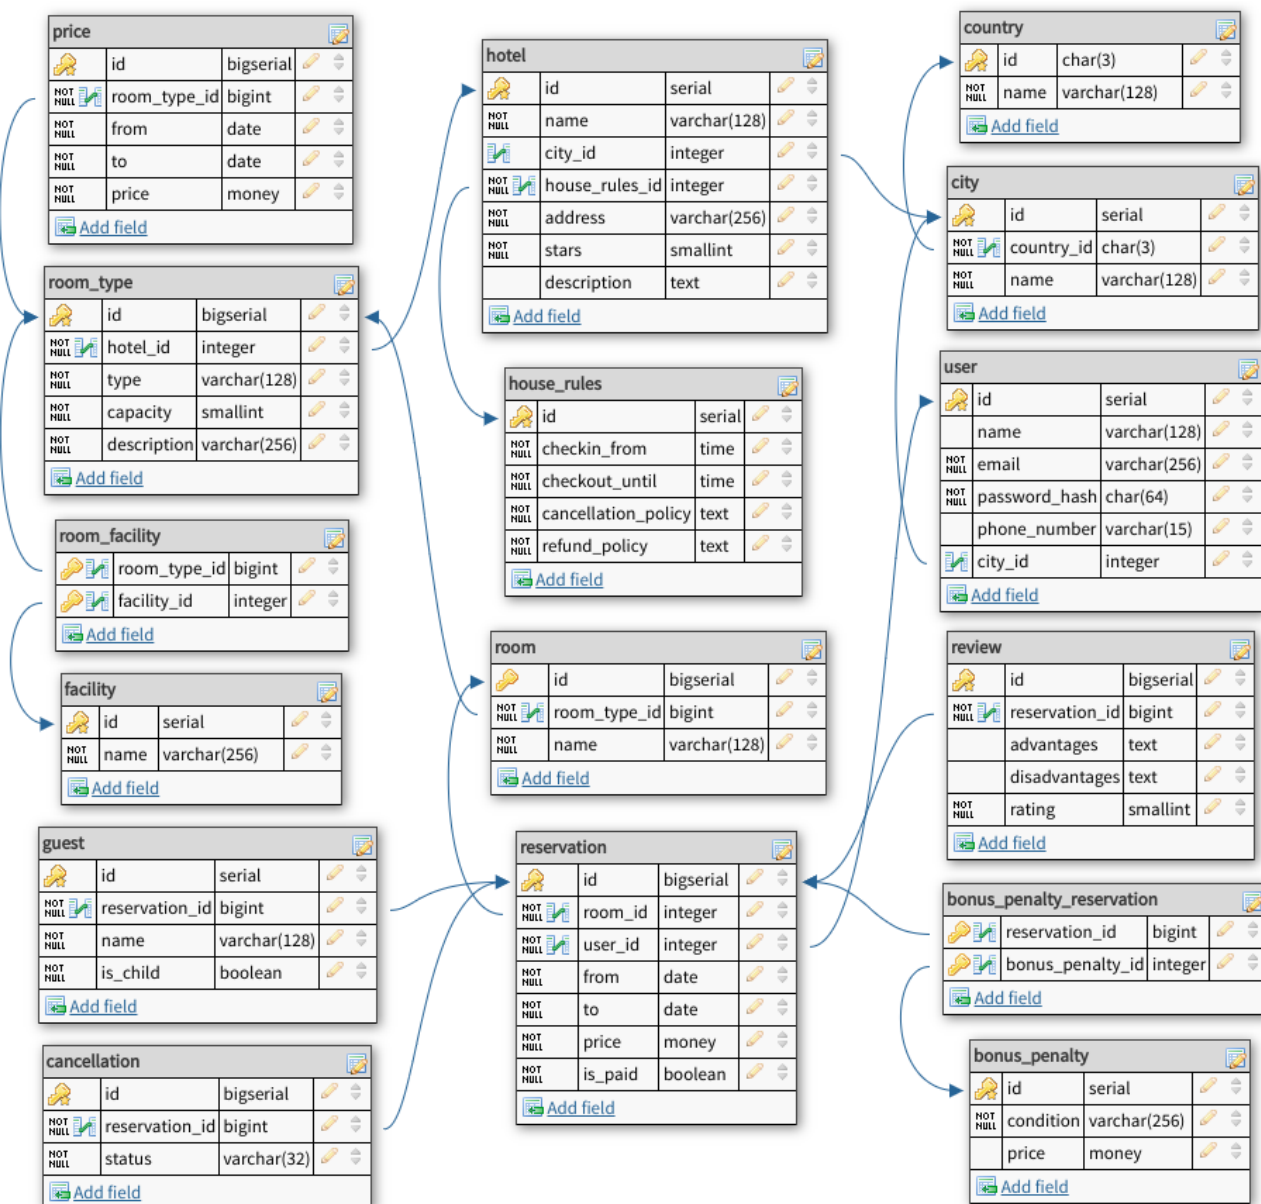 price
id bigserial
NOT NULL room_type_id bigint
NOT NULL from date
NOT NULL to date
NOT NULL price money
Add field
room_type
id bigserial
NOT NULL hotel_id integer
NOT NULL type varchar(128)
NOT NULL capacity smallint
NOT NULL description varchar(256)
Add field
room_facility
room_type_id bigint
facility_id integer
Add field
facility
id serial
NOT NULL name varchar(256)
Add field
guest
id serial
NOT NULL reservation_id bigint
NOT NULL name varchar(128)
NOT NULL is_child boolean
Add field
cancellation
id bigserial
NOT NULL reservation_id bigint
NOT NULL status varchar(32)
Add field
hotel
id serial
NOT NULL name varchar(128)
city_id integer
NOT NULL house_rules_id integer
NOT NULL address varchar(256)
NOT NULL stars smallint
description text
Add field
house_rules
id serial
NOT NULL checkin_from time
NOT NULL checkout_until time
NOT NULL cancellation_policy text
NOT NULL refund_policy text
Add field
room
id bigserial
NOT NULL room_type_id bigint
NOT NULL name varchar(128)
Add field
reservation
id bigserial
NOT NULL room_id integer
NOT NULL user_id integer
NOT NULL from date
NOT NULL to date
NOT NULL price money
NOT NULL is_paid boolean
Add field
country
id char(3)
NOT NULL name varchar(128)
Add field
city
id serial
NOT NULL country_id char(3)
NOT NULL name varchar(128)
Add field
user
id serial
name varchar(128)
NOT NULL email varchar(256)
NOT NULL password_hash char(64)
phone_number varchar(15)
city_id integer
Add field
review
id bigserial
NOT NULL reservation_id bigint
advantages text
disadvantages text
NOT NULL rating smallint
Add field
bonus_penalty_reservation
reservation_id bigint
bonus_penalty_id integer
Add field
bonus_penalty
id serial
NOT NULL condition varchar(256)
price money
Add field